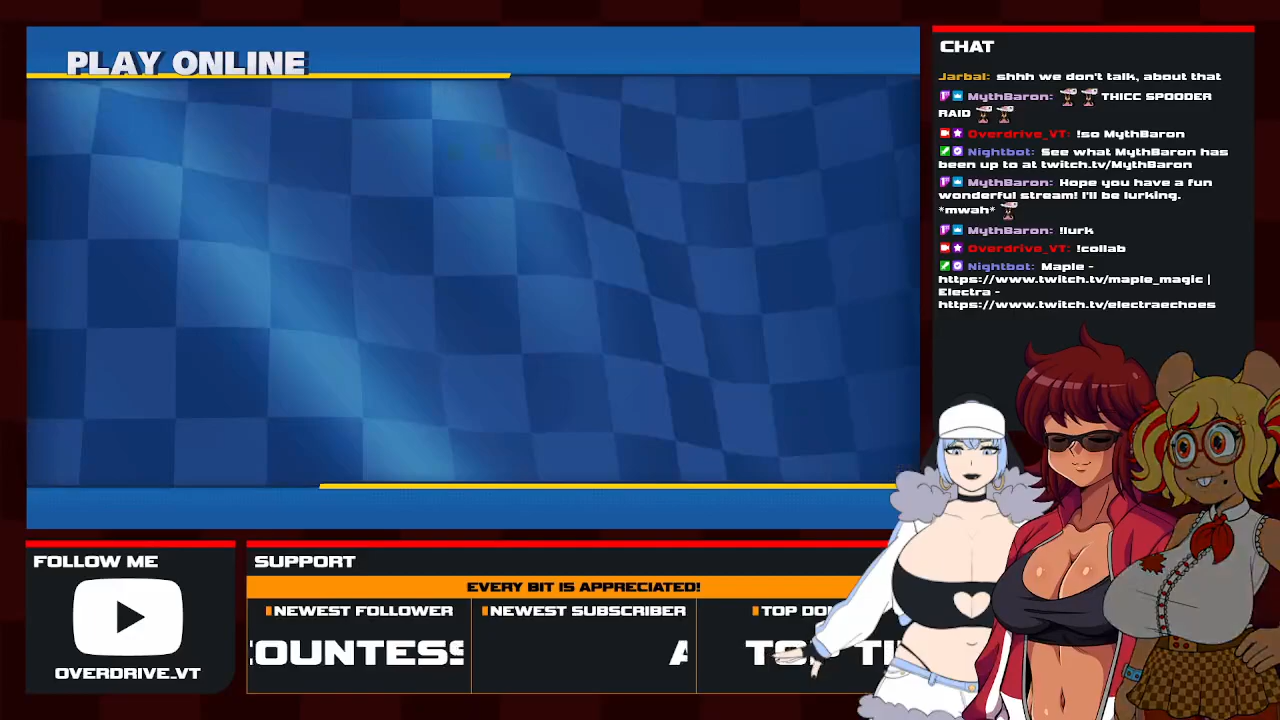 PLAY ONLINE
CHAT
Jarbal: shhh we don't talk, about that
MythBaron: THICC SPOODER
RAID
Overdrive_VT: !so MythBaron
Nightbot: See what MythBaron has
been up to at twitch.tv/MythBaron
MythBaron: Hope you have a fun
wonderful stream! I'll be lurking.
*mwah*
MythBaron: !lurk
Overdrive_VT: !collab
Nightbot: Maple -
https://www.twitch.tv/maple_magic |
Electra -
https://www.twitch.tv/electraechoes
FOLLOW ME
OVERDRIVE_VT
SUPPORT
EVERY BIT IS APPRECIATED!
NEWEST FOLLOWER
OUNTESS
NEWEST SUBSCRIBER
A
TOP